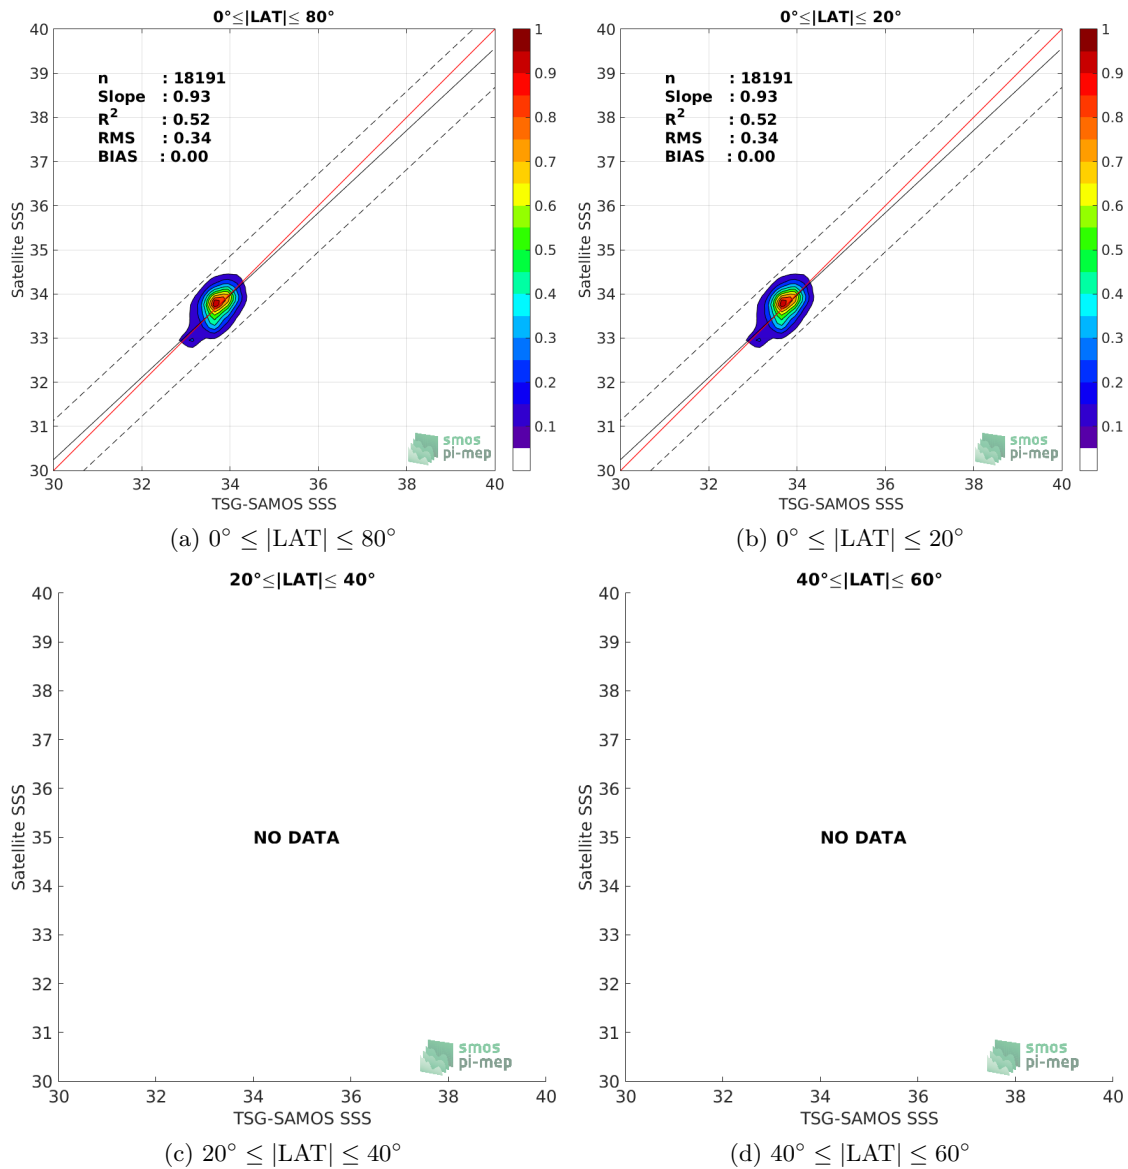 0°≤|LAT|≤ 80°
40
39
38
37
36
35
34
33
32
31
30
Satellite SSS
n : 18191
Slope : 0.93
R2 : 0.52
RMS : 0.34
BIAS : 0.00
smos
pi-mep
30 32 34 36 38 40
TSG-SAMOS SSS
1
0.9
0.8
0.7
0.6
0.5
0.4
0.3
0.2
0.1
(a) 0° ≤ |LAT| ≤ 80°
0°≤|LAT|≤ 20°
40
39
38
37
36
35
34
33
32
31
30
Satellite SSS
n : 18191
Slope : 0.93
R2 : 0.52
RMS : 0.34
BIAS : 0.00
smos
pi-mep
30 32 34 36 38 40
TSG-SAMOS SSS
1
0.9
0.8
0.7
0.6
0.5
0.4
0.3
0.2
0.1
(b) 0° ≤ |LAT| ≤ 20°
20°≤|LAT|≤ 40°
40
39
38
37
36
35
34
33
32
31
30
Satellite SSS
NO DATA
smos
pi-mep
30 32 34 36 38 40
TSG-SAMOS SSS
(c) 20° ≤ |LAT| ≤ 40°
40°≤|LAT|≤ 60°
40
39
38
37
36
35
34
33
32
31
30
Satellite SSS
NO DATA
smos
pi-mep
30 32 34 36 38 40
TSG-SAMOS SSS
(d) 40° ≤ |LAT| ≤ 60°